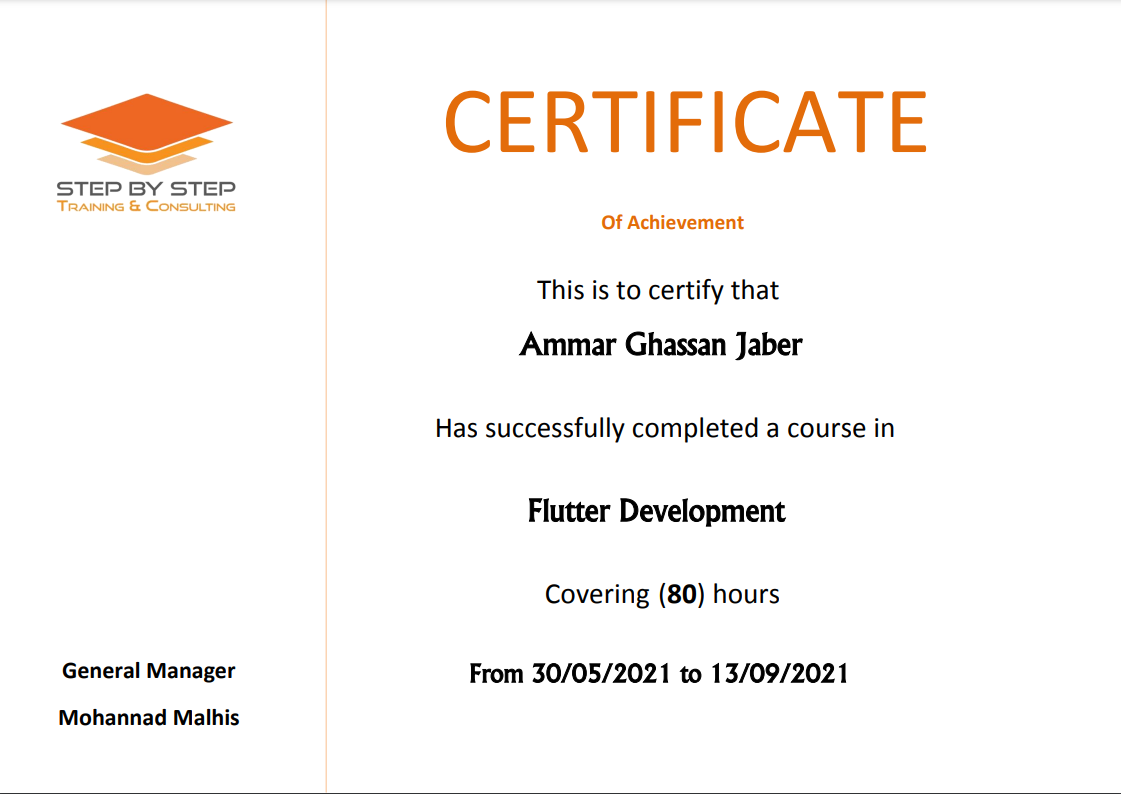 STEP BY STEP
TRAINING & CONSULTING
CERTIFICATE
Of Achievement
This is to certify that
Ammar Ghassan Jaber
Has successfully completed a course in
Flutter Development
Covering (80) hours
From 30/05/2021 to 13/09/2021
General Manager
Mohannad Malhis